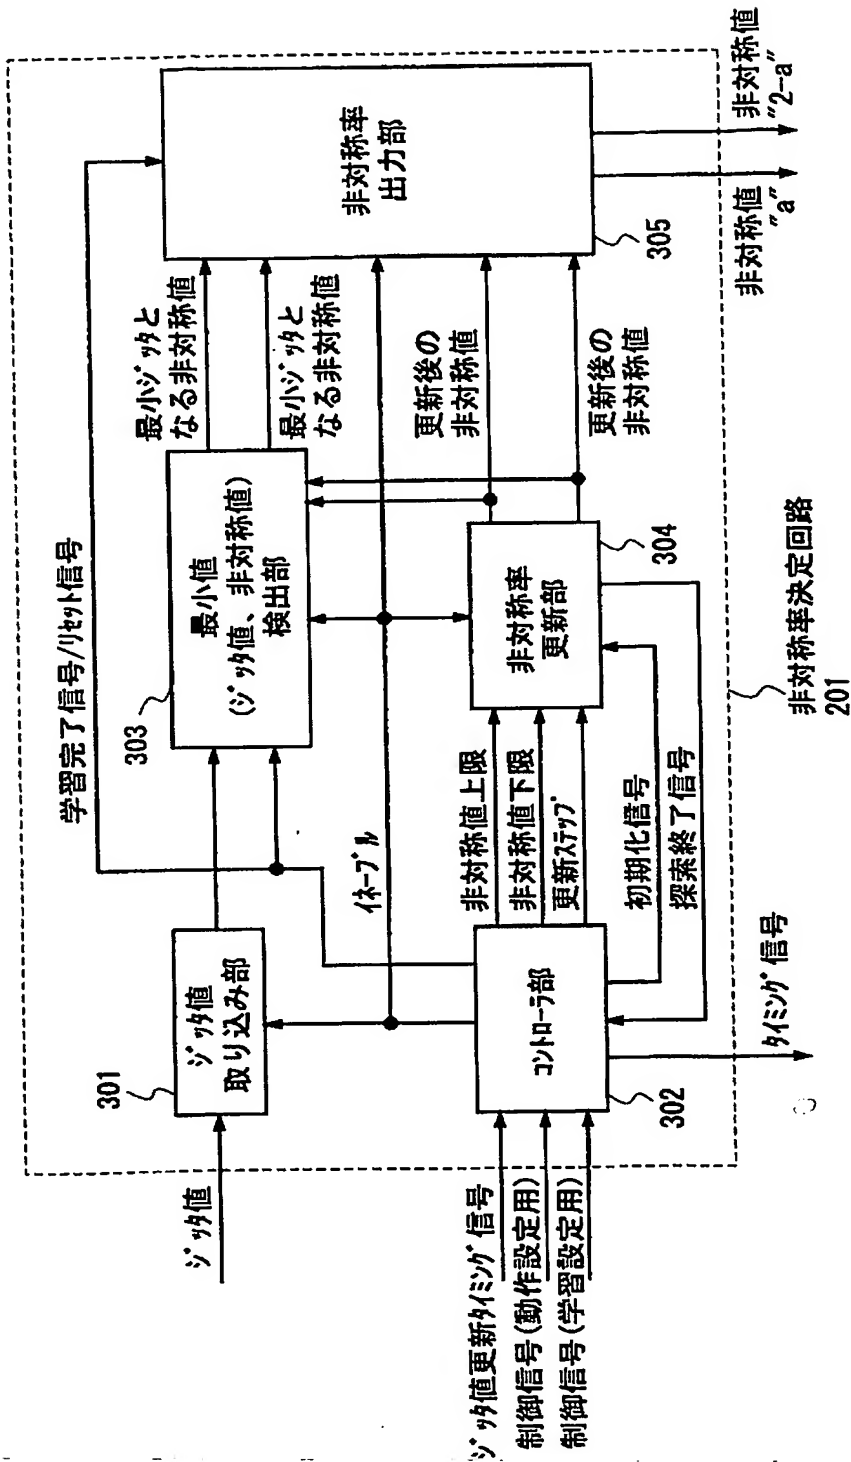 学習完了信号/リセット信号
303
最小値
(ジッタ値、非対称値)
検出部
最小ジッタと
なる非対称値
最小ジッタと
なる非対称値
非対称率
出力部
305
301
ジッタ値
取り込み部
ジッタ値
イネーブル
更新後の
非対称値
更新後の
非対称値
非対称率
更新部
304
非対称値上限
非対称値下限
更新ステップ
初期化信号
探索終了信号
コントローラ部
302
ジッタ値更新タイミング信号
制御信号(動作設定用)
制御信号(学習設定用)
タイミング信号
非対称率決定回路
201
非対称値
"a"
非対称値
"2-a"